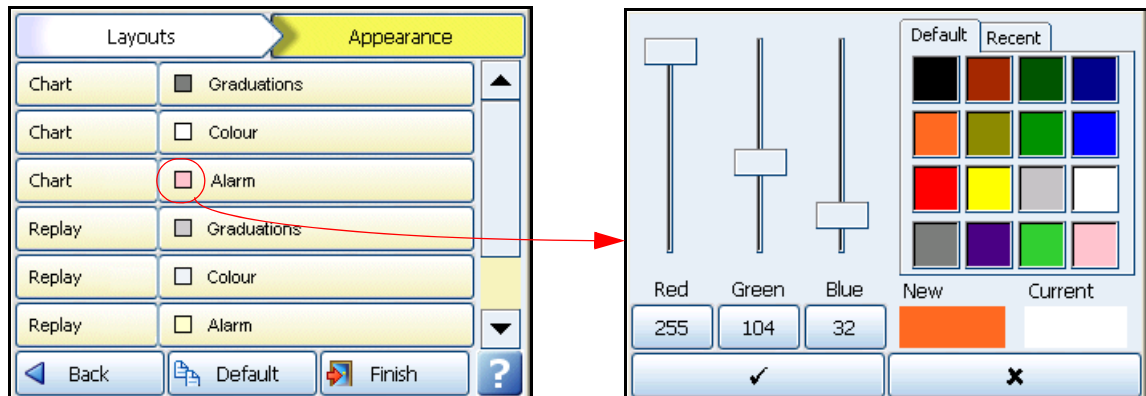 Layouts Appearance
Chart Graduations
Chart Colour
Chart Alarm
Replay Graduations
Replay Colour
Replay Alarm
Back Default Finish ?
Default Recent
Red Green Blue New Current
255 104 32